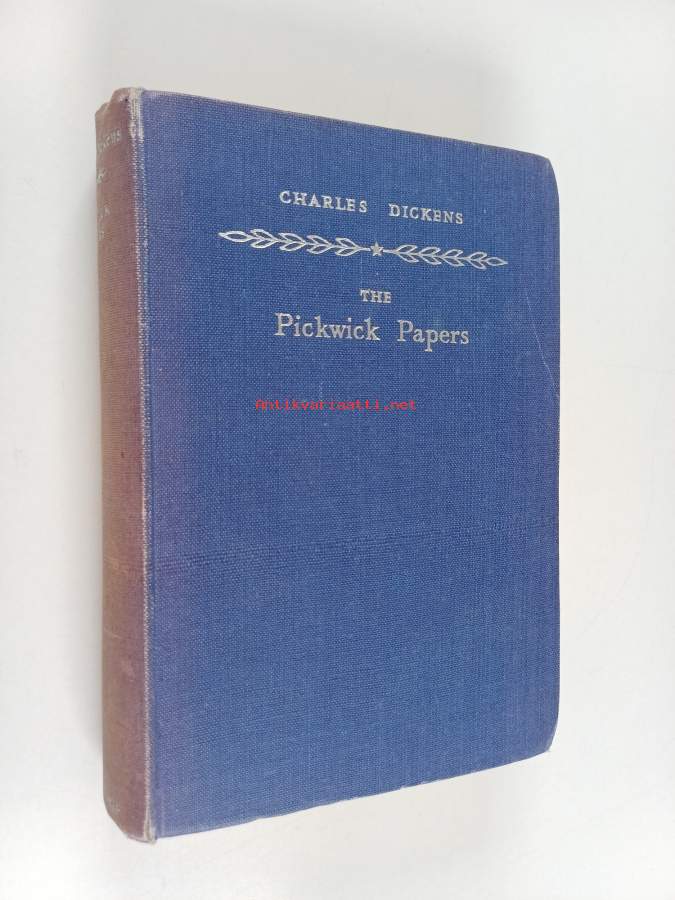 CHARLES DICKENS
THE
Pickwick Papers
Antikvariaatti.net